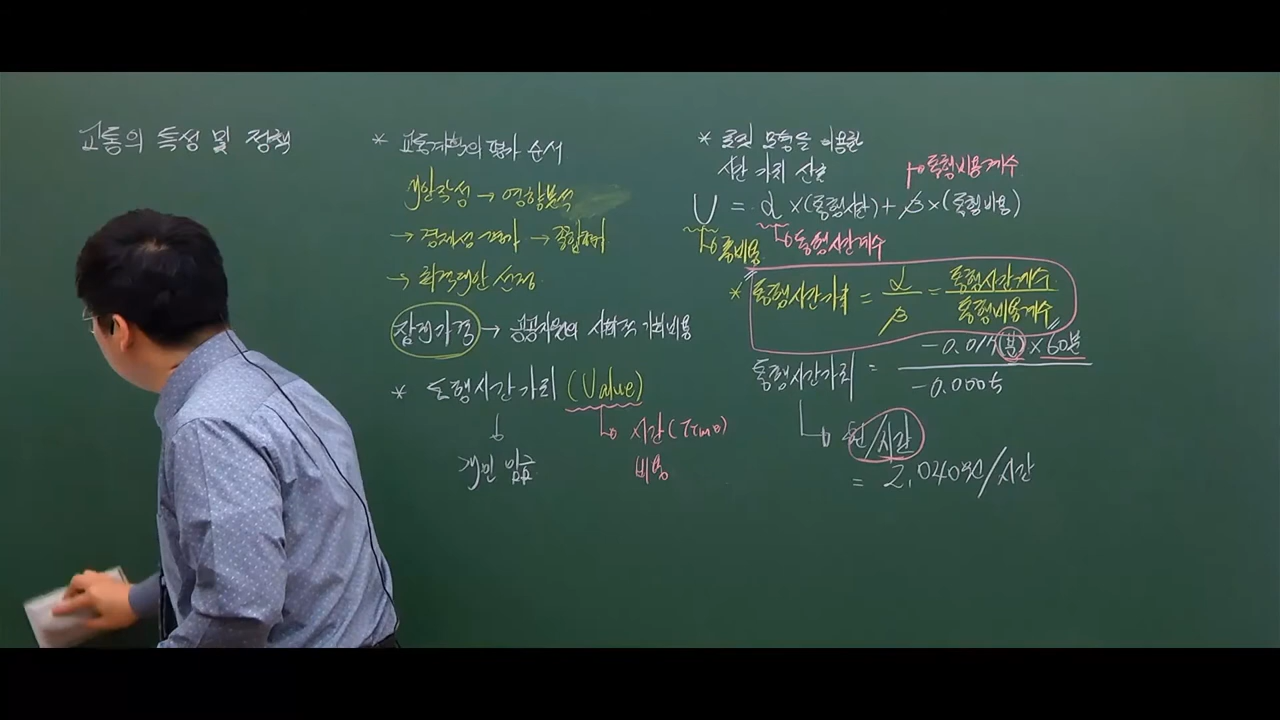 교통의 특성 및 정책
* 교통계획의 평가 순서
대안작성 → 영향분석
→ 경제성 평가 → 종합평가
→ 최적대안 선정
잠재가격 → 공공자원의 사회적 기회비용
* 통행시간가치 (Value)
시간(Time)
개인 임금
비용
* 로짓 모형을 이용한
시간 가치 산출
통행비용계수
U = α ×(통행시간) + β×(통행비용)
총비용
통행시간계수
* 통행시간가치 = α/β = 통행시간계수/통행비용계수
통행시간가치 = -0.017(분)×60분/-0.0005
원/시간
= 2,040원/시간